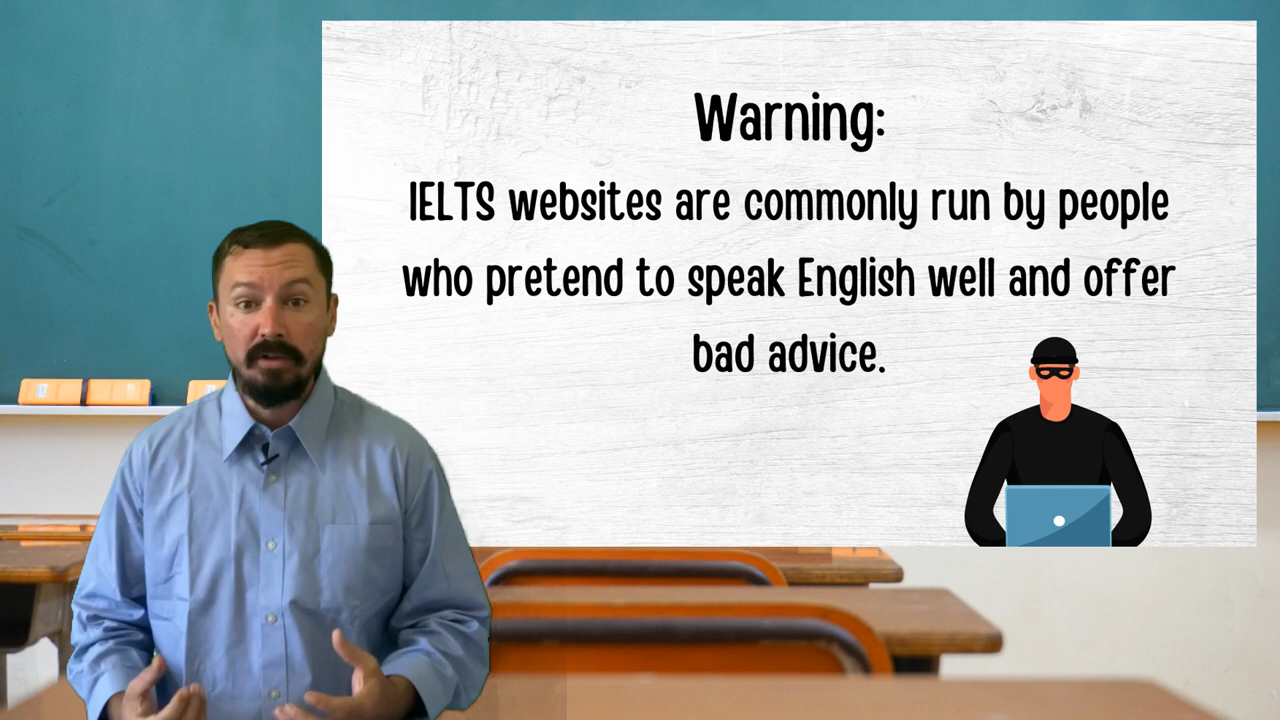 Warning:
IELTS websites are commonly run by people
who pretend to speak English well and offer
bad advice.